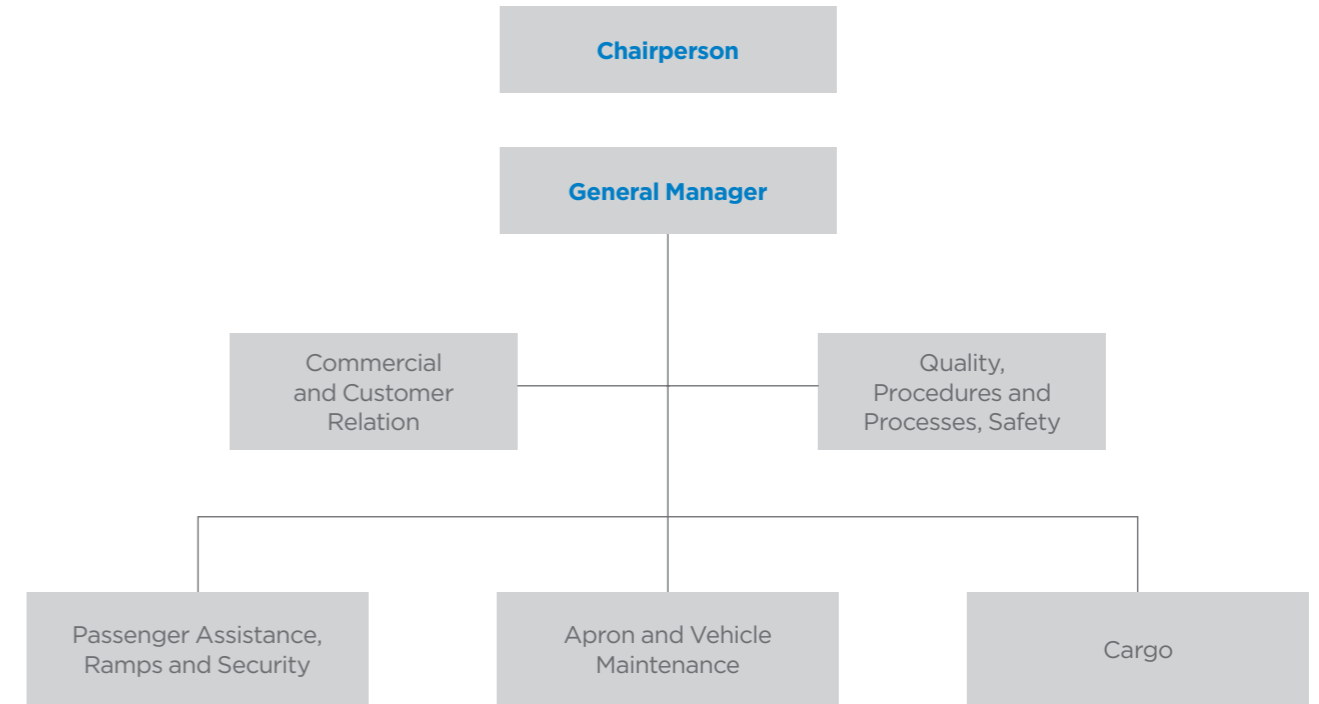 Chairperson
General Manager
Commercial
and Customer
Relation
Quality,
Procedures and
Processes, Safety
Passenger Assistance,
Ramps and Security
Apron and Vehicle
Maintenance
Cargo